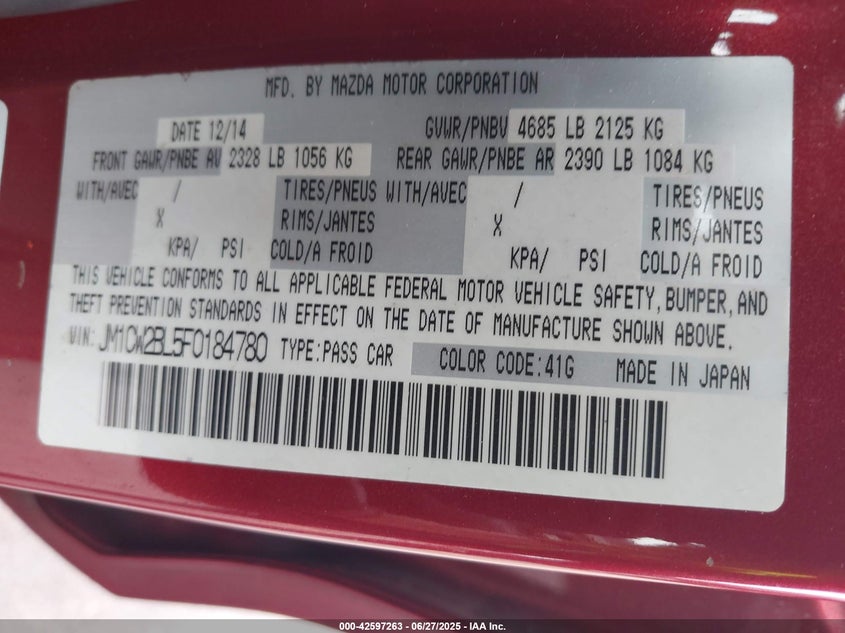 MFD. BY MAZDA MOTOR CORPORATION
DATE 12/14 GVWR/PNBV 4685 LB 2125 KG
FRONT GAWR/PNBE AV 2328 LB 1056 KG REAR GAWR/PNBE AR 2390 LB 1084 KG
WITH/AVEC / TIRES/PNEUS WITH/AVEC / TIRES/PNEUS
X RIMS/JANTES X RIMS/JANTES
KPA/ PSI COLD/A FROID KPA/ PSI COLD/A FROID
THIS VEHICLE CONFORMS TO ALL APPLICABLE FEDERAL MOTOR VEHICLE SAFETY, BUMPER, AND
THEFT PREVENTION STANDARDS IN EFFECT ON THE DATE OF MANUFACTURE SHOWN ABOVE.
VIN: JM1CW2BL5F0184780 TYPE: PASS CAR COLOR CODE: 41G MADE IN JAPAN
000-42597263 - 06/27/2025 - IAA Inc.